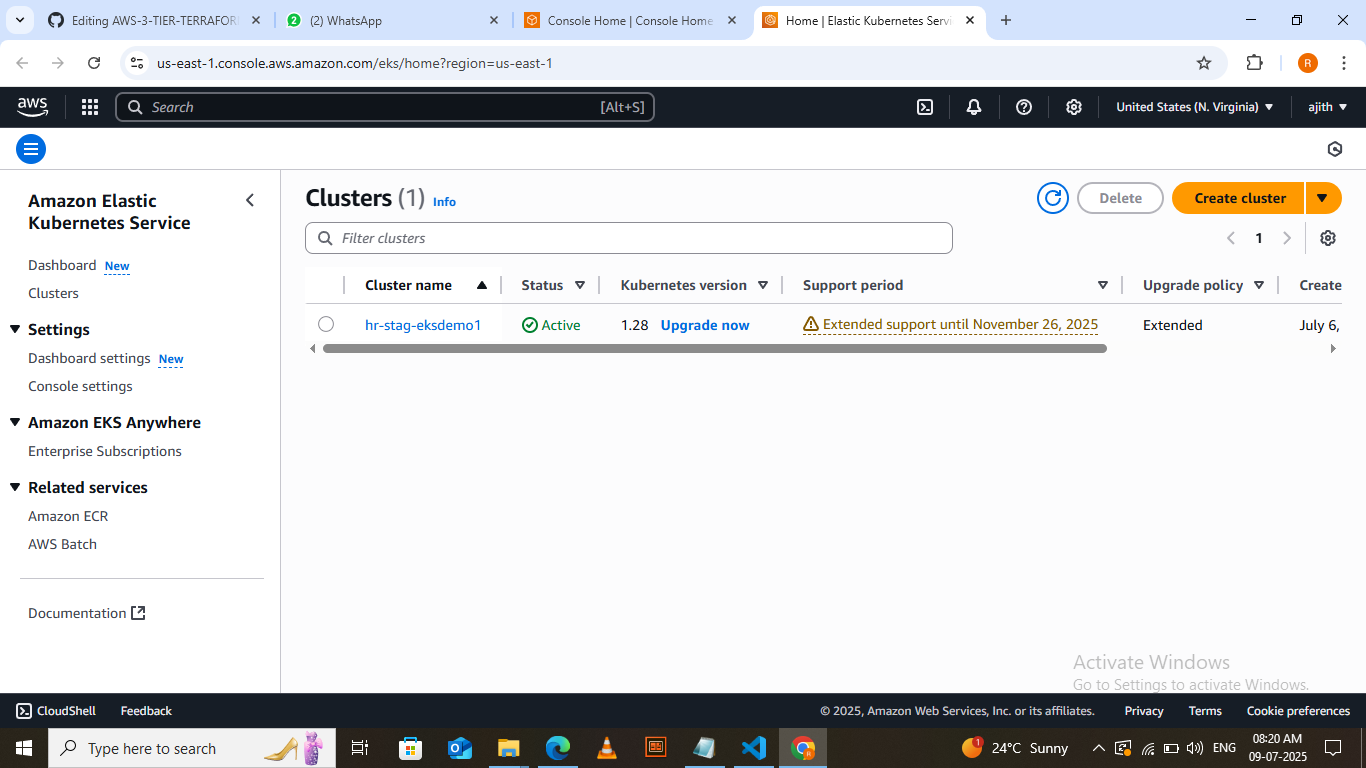 Editing AWS-3-TIER-TERRAFOR
(2) WhatsApp
Console Home | Console Home
Home | Elastic Kubernetes Servi
us-east-1.console.aws.amazon.com/eks/home?region=us-east-1
R
aws
Search
[Alt+S]
United States (N. Virginia)
ajith
Amazon Elastic
Kubernetes Service
Dashboard New
Clusters
Settings
Dashboard settings New
Console settings
Amazon EKS Anywhere
Enterprise Subscriptions
Related services
Amazon ECR
AWS Batch
Documentation
Clusters (1) Info
Delete
Create cluster
Filter clusters
1
Cluster name Status Kubernetes version Support period Upgrade policy Create
hr-stag-eksdemo1 Active 1.28 Upgrade now Extended support until November 26, 2025 Extended July 6,
Activate Windows
Go to Settings to activate Windows.
CloudShell Feedback © 2025, Amazon Web Services, Inc. or its affiliates. Privacy Terms Cookie preferences
Type here to search
1
24°C Sunny
ENG
08:20 AM
09-07-2025